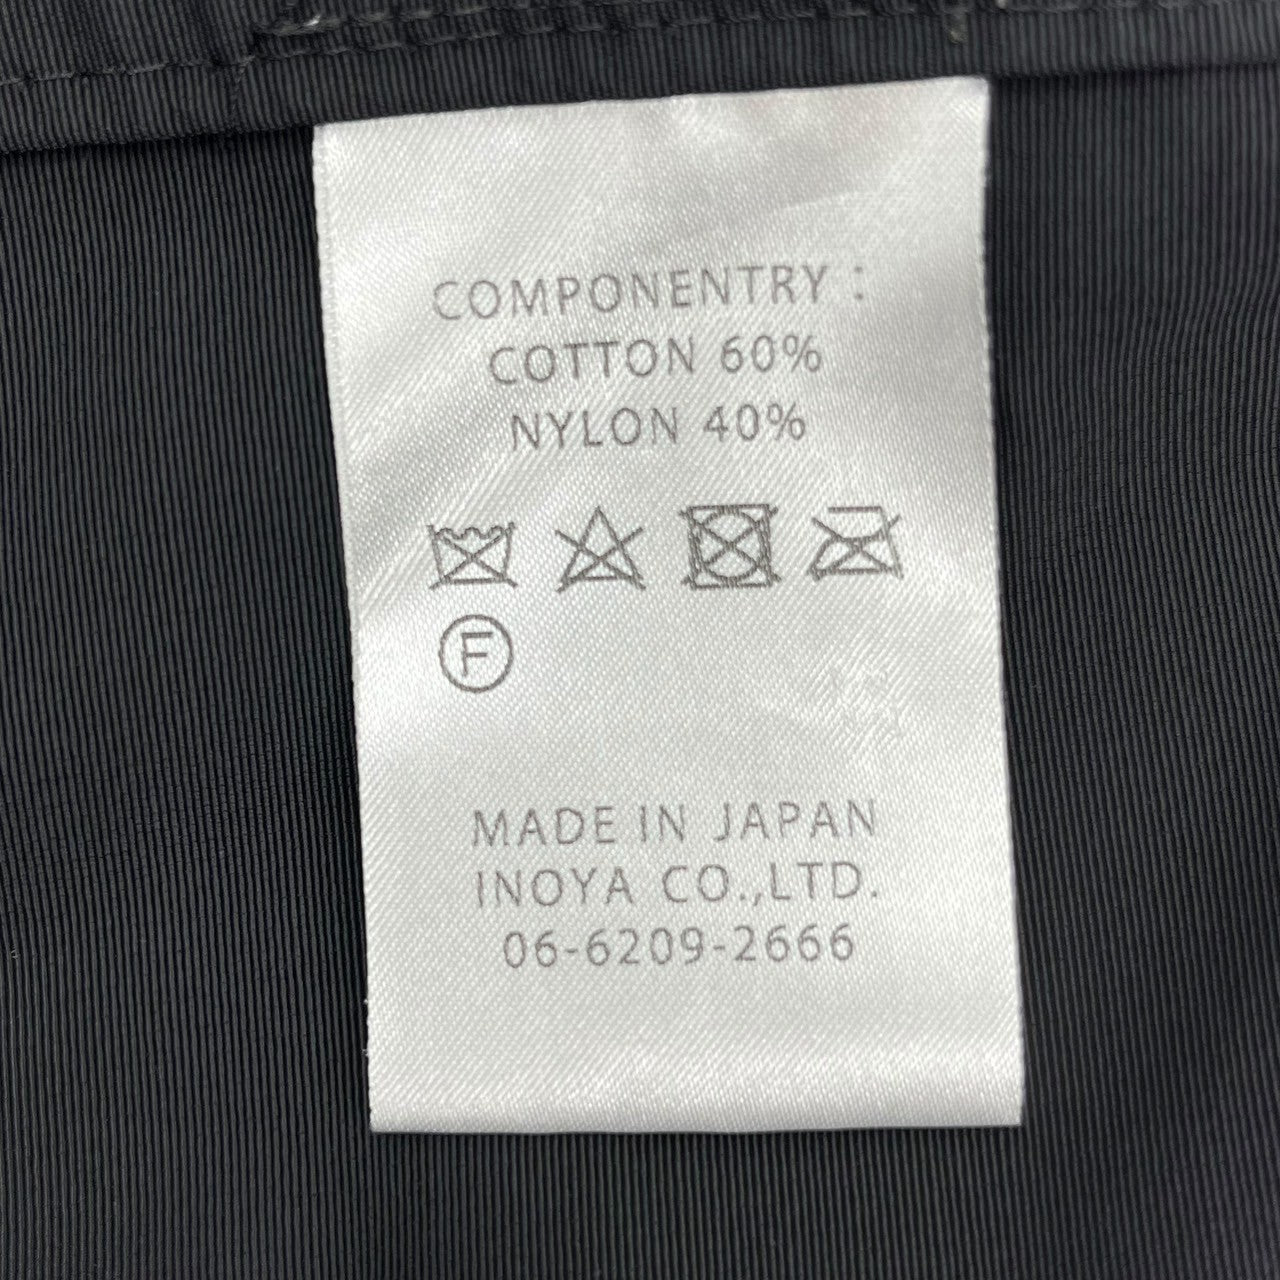 COMPONENTRY :
COTTON 60%
NYLON 40%
F
MADE IN JAPAN
INOYA CO.,LTD.
06-6209-2666